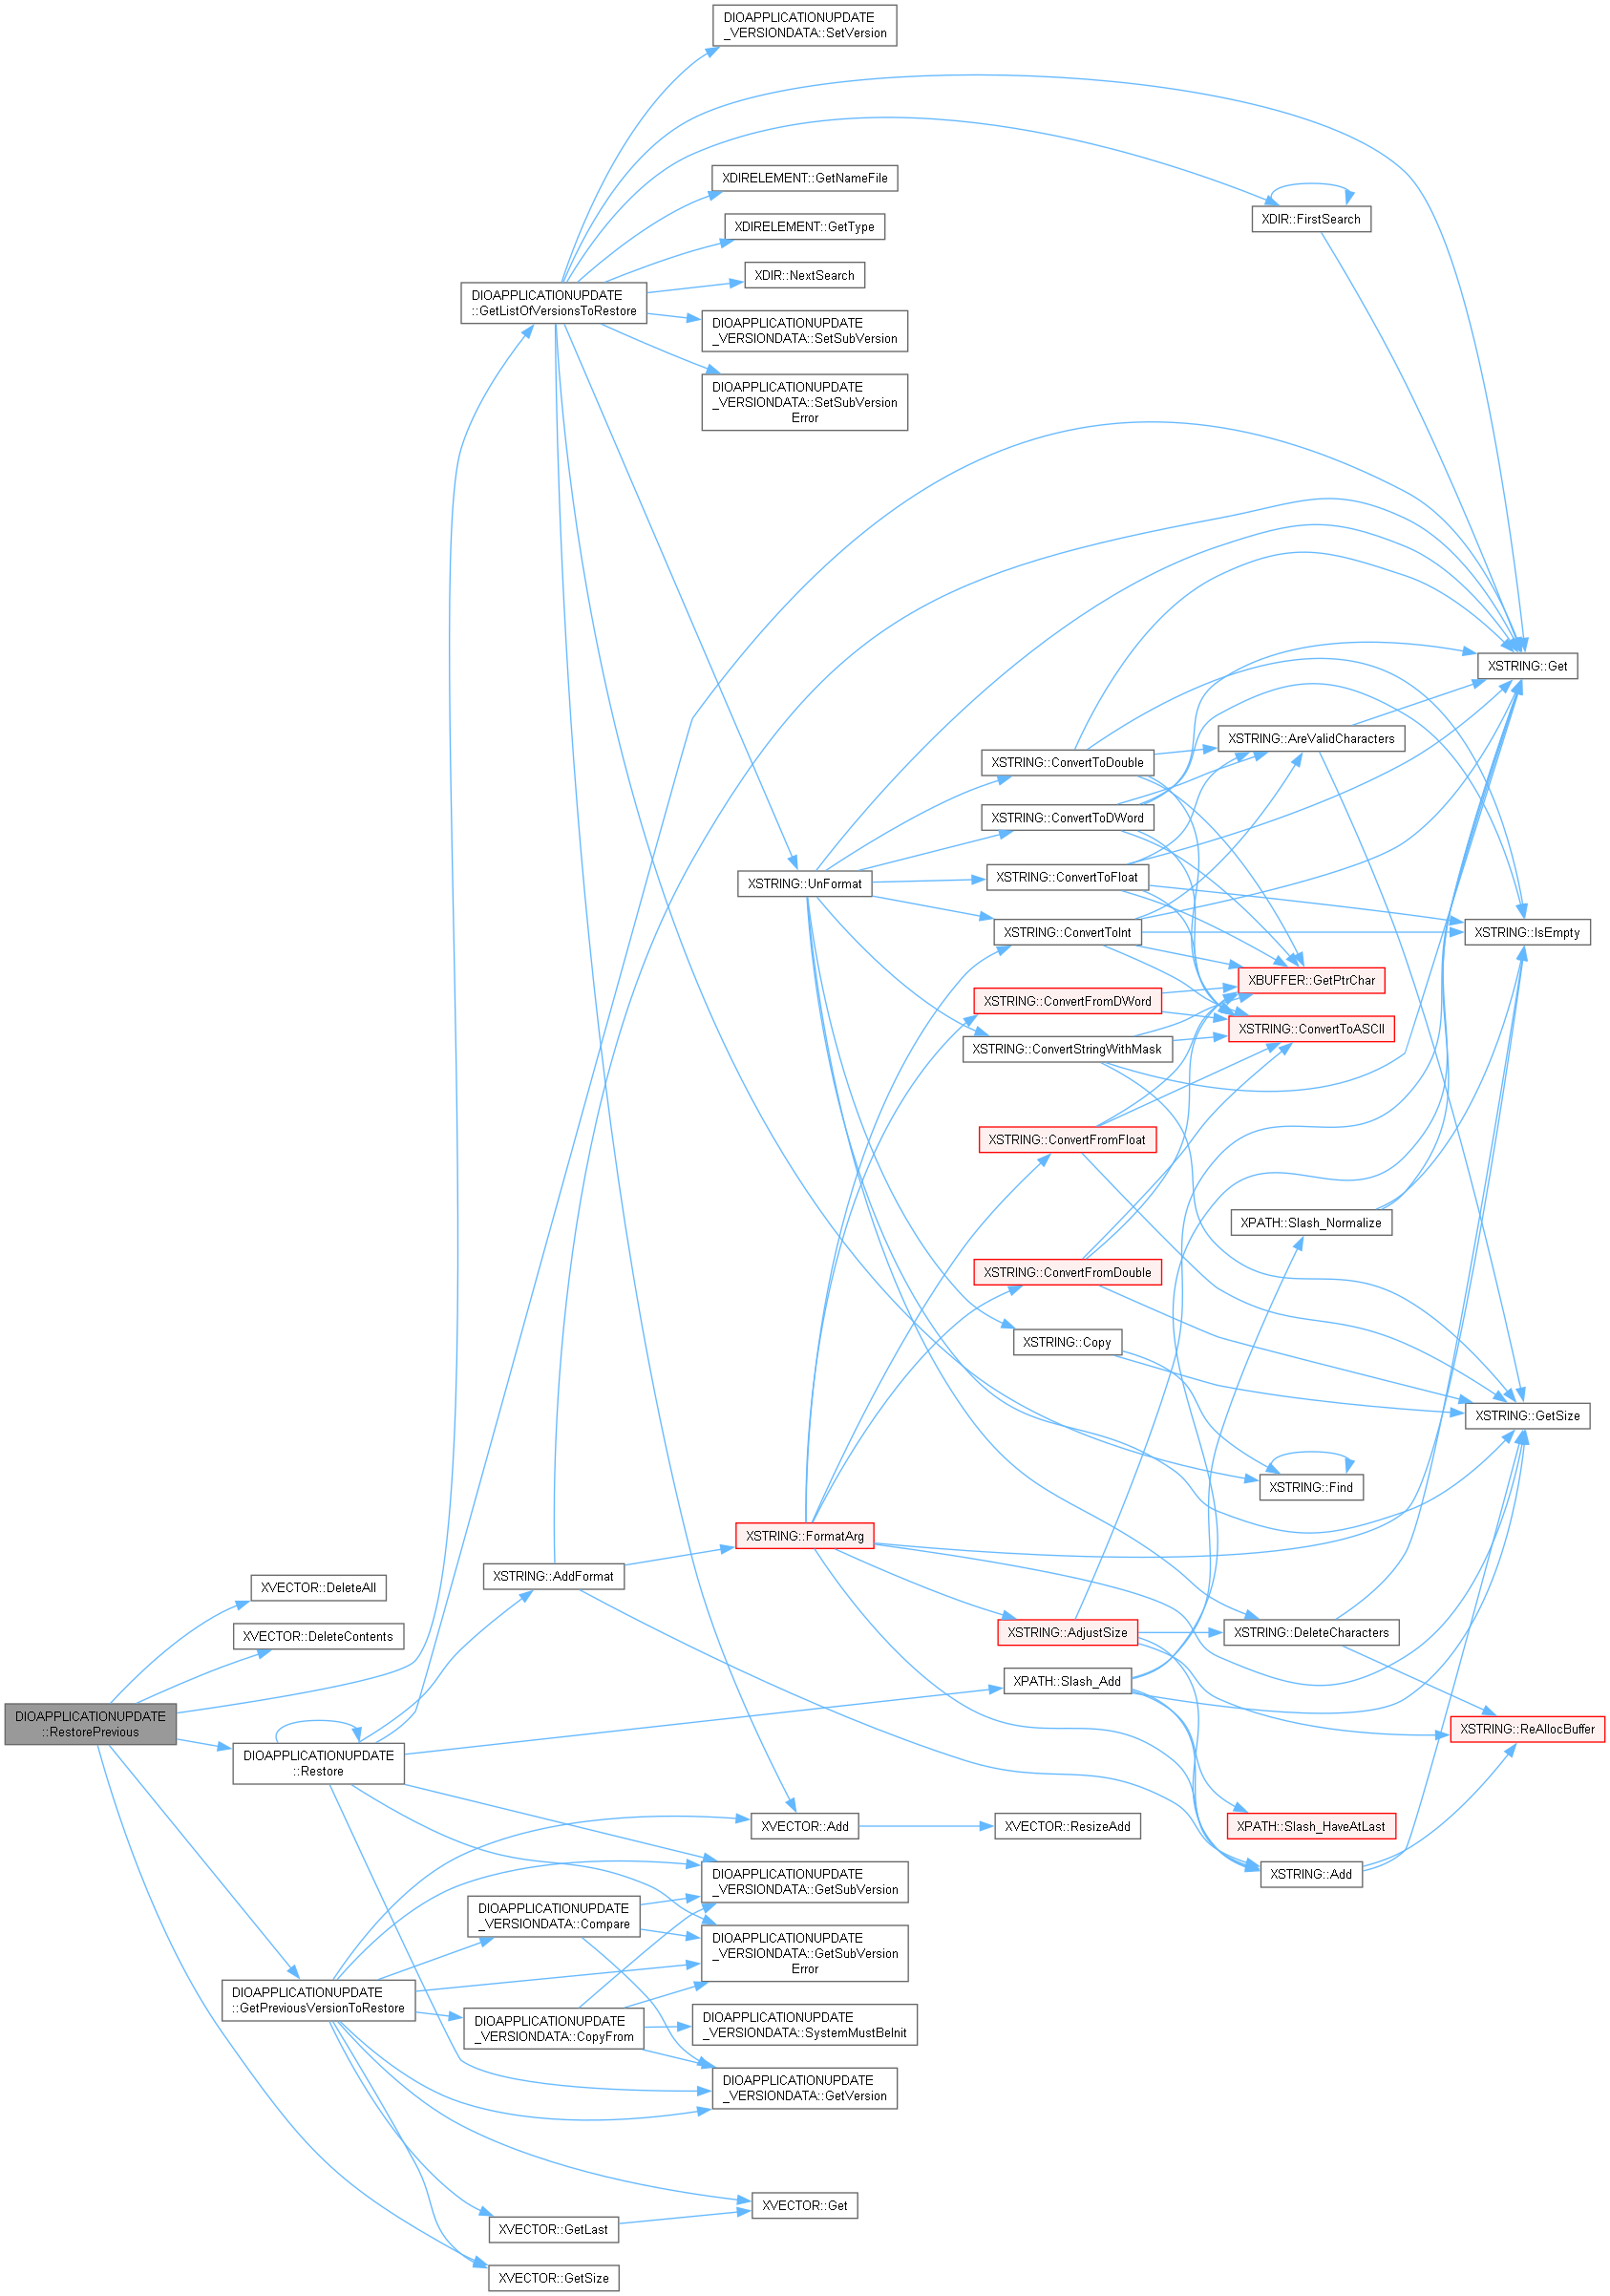 DIOAPPLICATIONUPDATE
_VERSIONDATA::SetVersion
XDIRELEMENT::GetNameFile
XDIR::FirstSearch
XDIRELEMENT::GetType
XDIR::NextSearch
DIOAPPLICATIONUPDATE
::GetListOfVersionsToRestore
DIOAPPLICATIONUPDATE
_VERSIONDATA::SetSubVersion
DIOAPPLICATIONUPDATE
_VERSIONDATA::SetSubVersion
Error
XSTRING::Get
XSTRING::AreValidCharacters
XSTRING::ConvertToDouble
XSTRING::ConvertToDWord
XSTRING::UnFormat
XSTRING::ConvertToFloat
XSTRING::ConvertToInt
XSTRING::IsEmpty
XBUFFER::GetPtrChar
XSTRING::ConvertFromDWord
XSTRING::ConvertToASCII
XSTRING::ConvertStringWithMask
XSTRING::ConvertFromFloat
XPATH::Slash_Normalize
XSTRING::ConvertFromDouble
XSTRING::Copy
XSTRING::GetSize
XSTRING::Find
XSTRING::FormatArg
XSTRING::AddFormat
XVECTOR::DeleteAll
XVECTOR::DeleteContents
XSTRING::AdjustSize
XSTRING::DeleteCharacters
XPATH::Slash_Add
DIOAPPLICATIONUPDATE
::RestorePrevious
XSTRING::ReAllocBuffer
DIOAPPLICATIONUPDATE
::Restore
XVECTOR::Add
XVECTOR::ResizeAdd
XPATH::Slash_HaveAtLast
XSTRING::Add
DIOAPPLICATIONUPDATE
_VERSIONDATA::GetSubVersion
DIOAPPLICATIONUPDATE
_VERSIONDATA::Compare
DIOAPPLICATIONUPDATE
_VERSIONDATA::GetSubVersion
Error
DIOAPPLICATIONUPDATE
::GetPreviousVersionToRestore
DIOAPPLICATIONUPDATE
_VERSIONDATA::CopyFrom
DIOAPPLICATIONUPDATE
_VERSIONDATA::SystemMustBeInit
DIOAPPLICATIONUPDATE
_VERSIONDATA::GetVersion
XVECTOR::Get
XVECTOR::GetLast
XVECTOR::GetSize